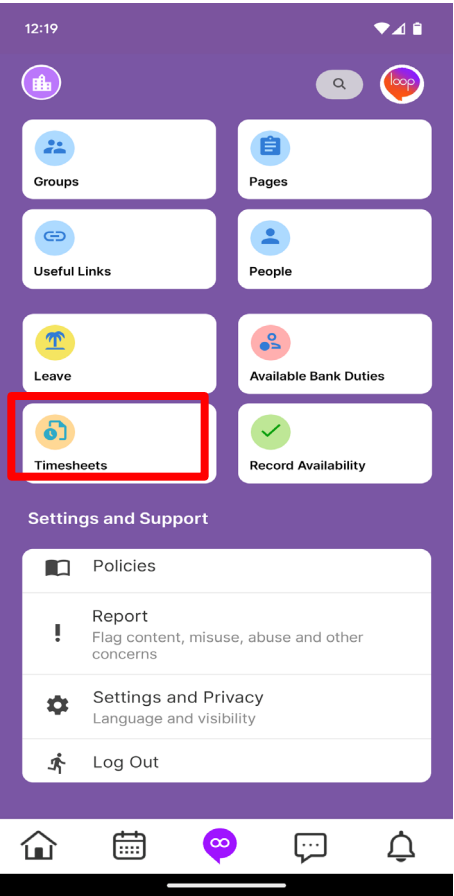 12:19
loop
Groups
Pages
Useful Links
People
Leave
Available Bank Duties
Timesheets
Record Availability
Settings and Support
Policies
Report
Flag content, misuse, abuse and other
concerns
Settings and Privacy
Language and visibility
Log Out